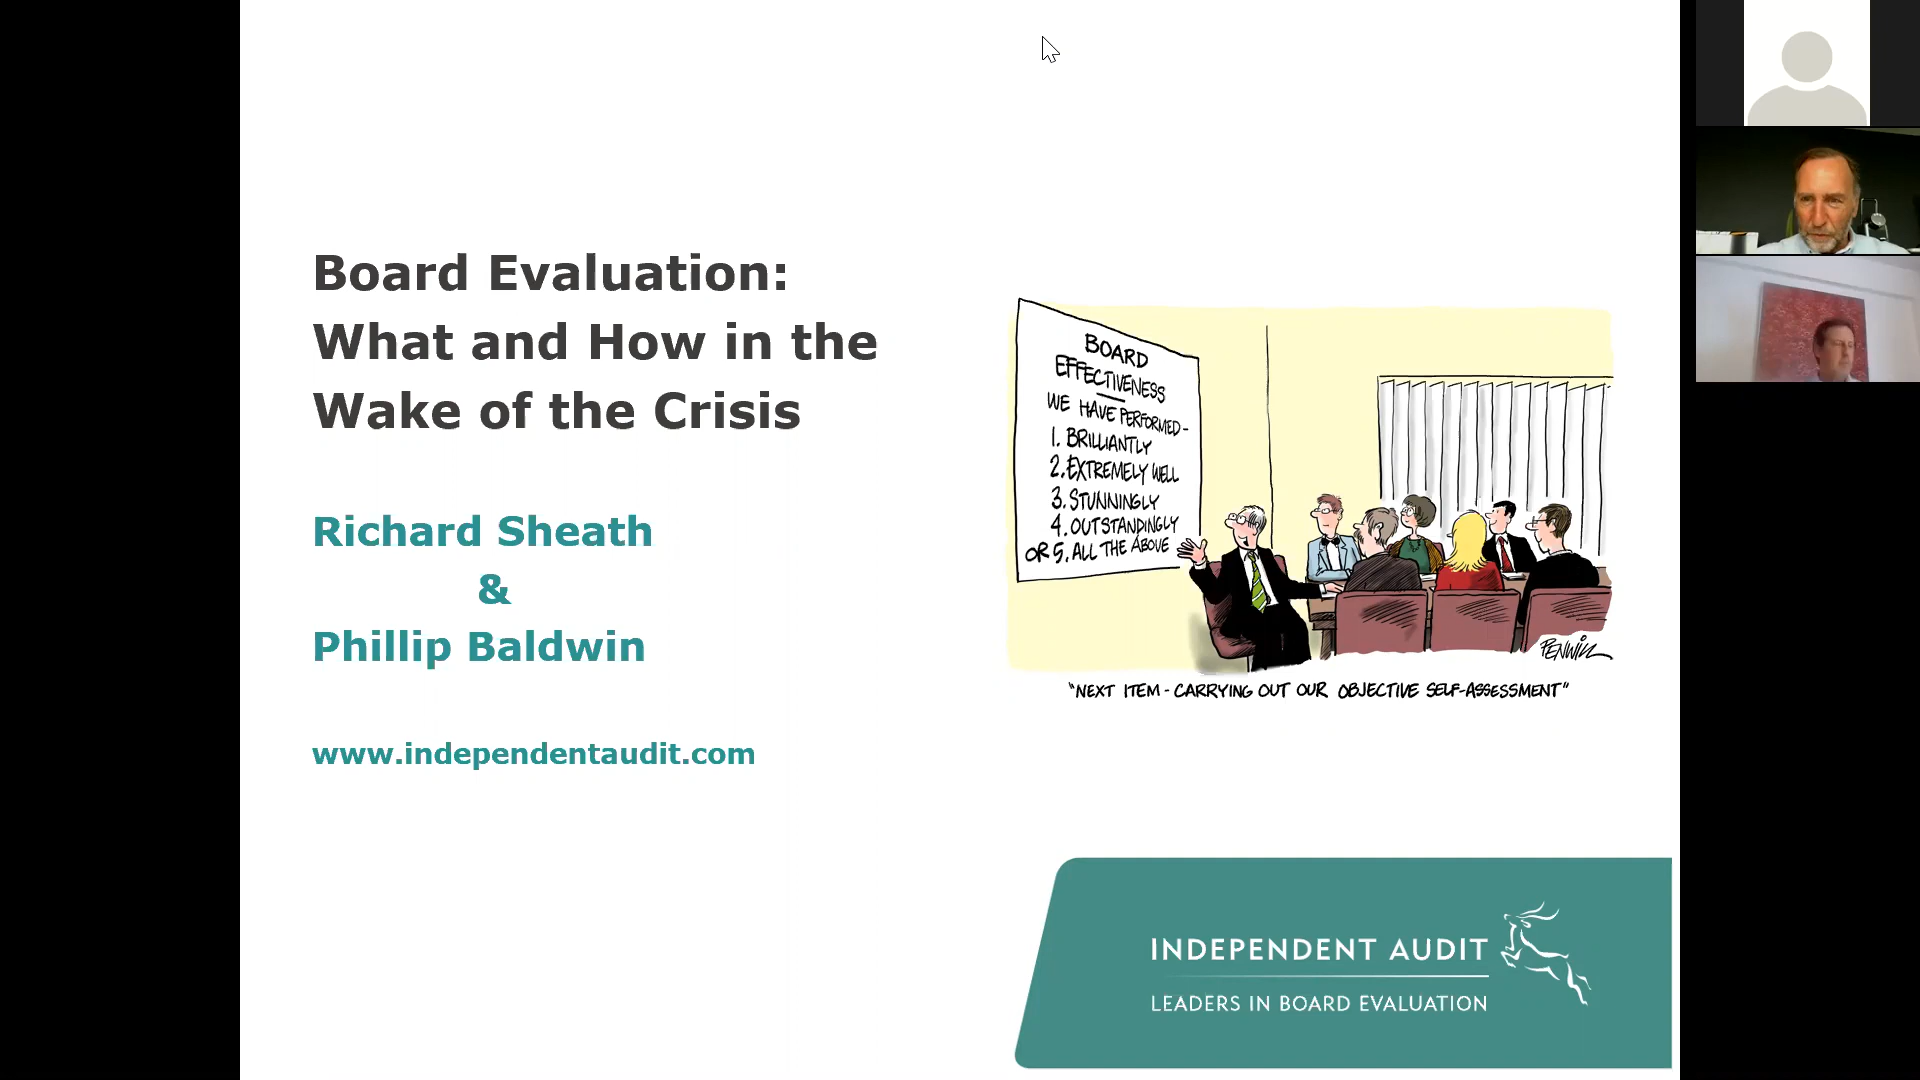 Board Evaluation:
What and How in the
Wake of the Crisis
Richard Sheath
&
Phillip Baldwin
www.independentaudit.com
BOARD
EFFECTIVENESS
WE HAVE PERFORMED-
1. BRILLIANTLY
2. EXTREMELY WELL
3. STUNNINGLY
4. OUTSTANDINGLY
OR 5. ALL THE ABOVE
PENWILL
"NEXT ITEM - CARRYING OUT OUR OBJECTIVE SELF-ASSESSMENT"
INDEPENDENT AUDIT
LEADERS IN BOARD EVALUATION